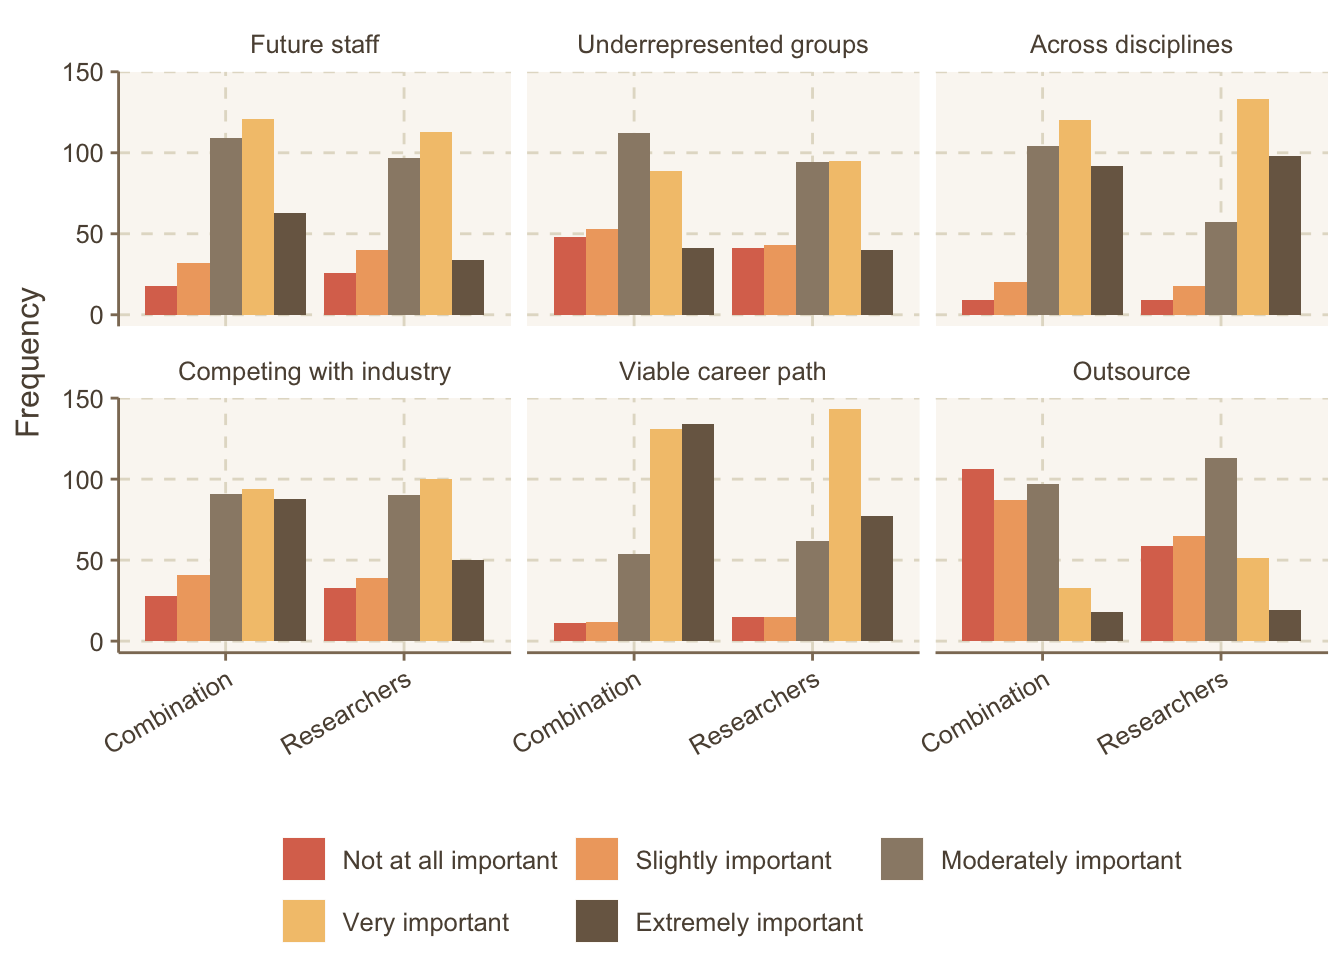 Future staff
Underrepresented groups
Across disciplines
150
100
50
0
Frequency
Competing with industry
Viable career path
Outsource
150
100
50
0
Combination
Researchers
Combination
Researchers
Combination
Researchers
Not at all important
Slightly important
Moderately important
Very important
Extremely important